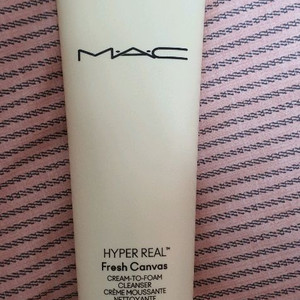 M·A·C
HYPER REAL™
Fresh Canvas
CREAM-TO-FOAM
CLEANSER
CRÈME MOUSSANTE
NETTOYANTE